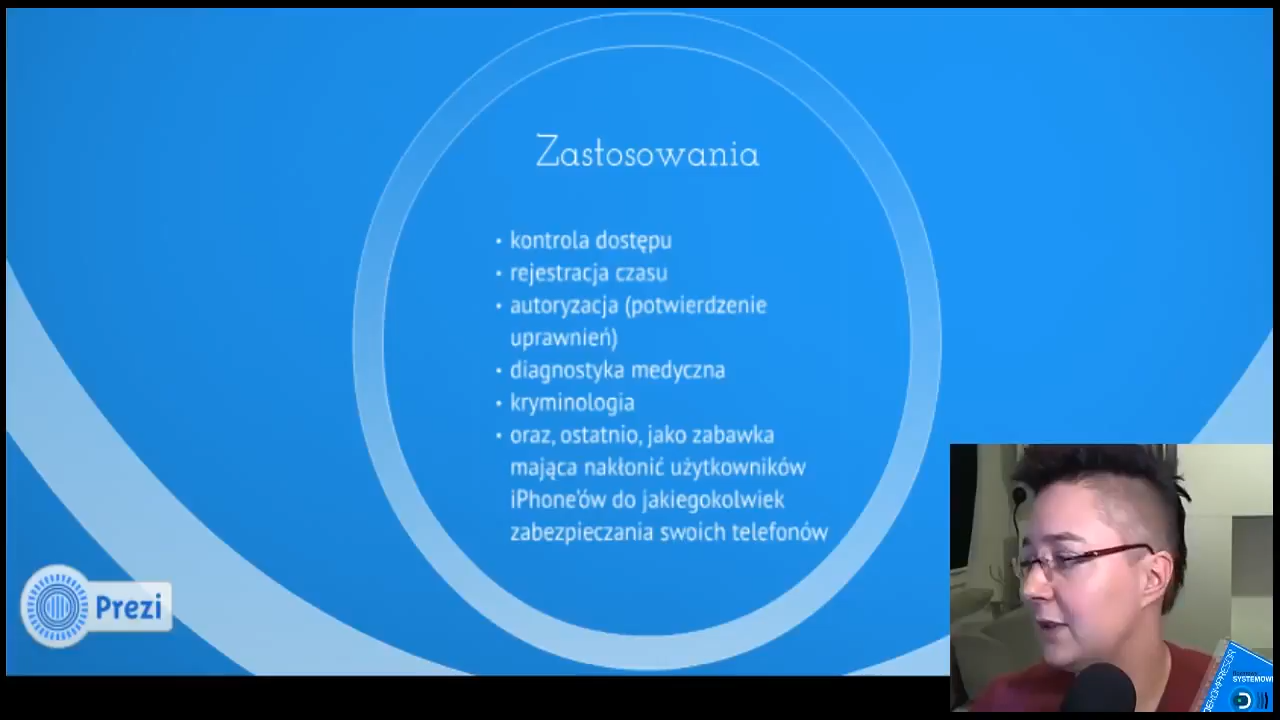 Zastosowania
• kontrola dostępu
• rejestracja czasu
• autoryzacja (potwierdzenie
uprawnień)
• diagnostyka medyczna
• kryminologia
• oraz, ostatnio, jako zabawka
mająca nakłonić użytkowników
iPhone'ów do jakiegokolwiek
zabezpieczania swoich telefonów
Prezi